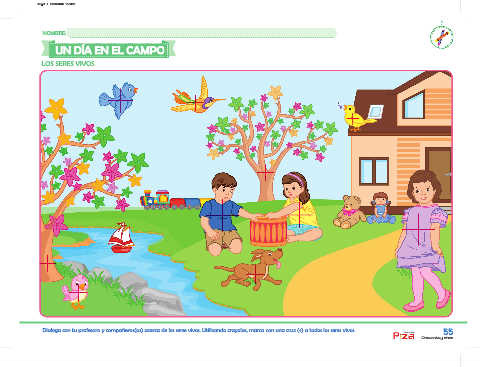 NOMBRE:
UN DÍA EN EL CAMPO
LOS SERES VIVOS
Dialoga con tu profesora y compañeros(as) acerca de los seres vivos. Utilizando crayolas, marca con una cruz (x) a todos los seres vivos.
55